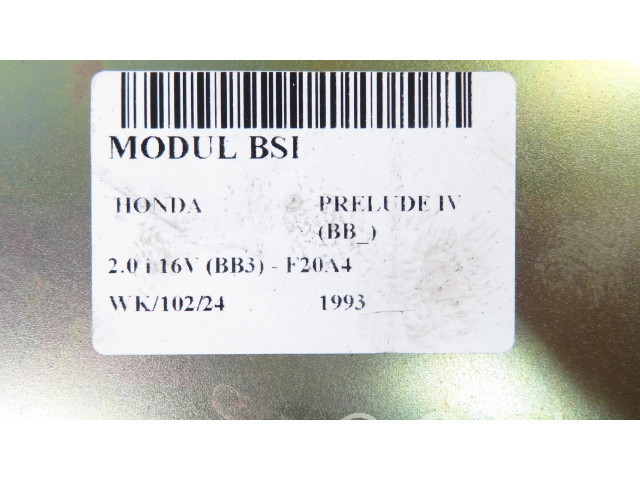 MODUL BSI
HONDA PRELUDE IV
(BB_)
2.0 i 16V (BB3) - F20A4
WK/102/24 1993